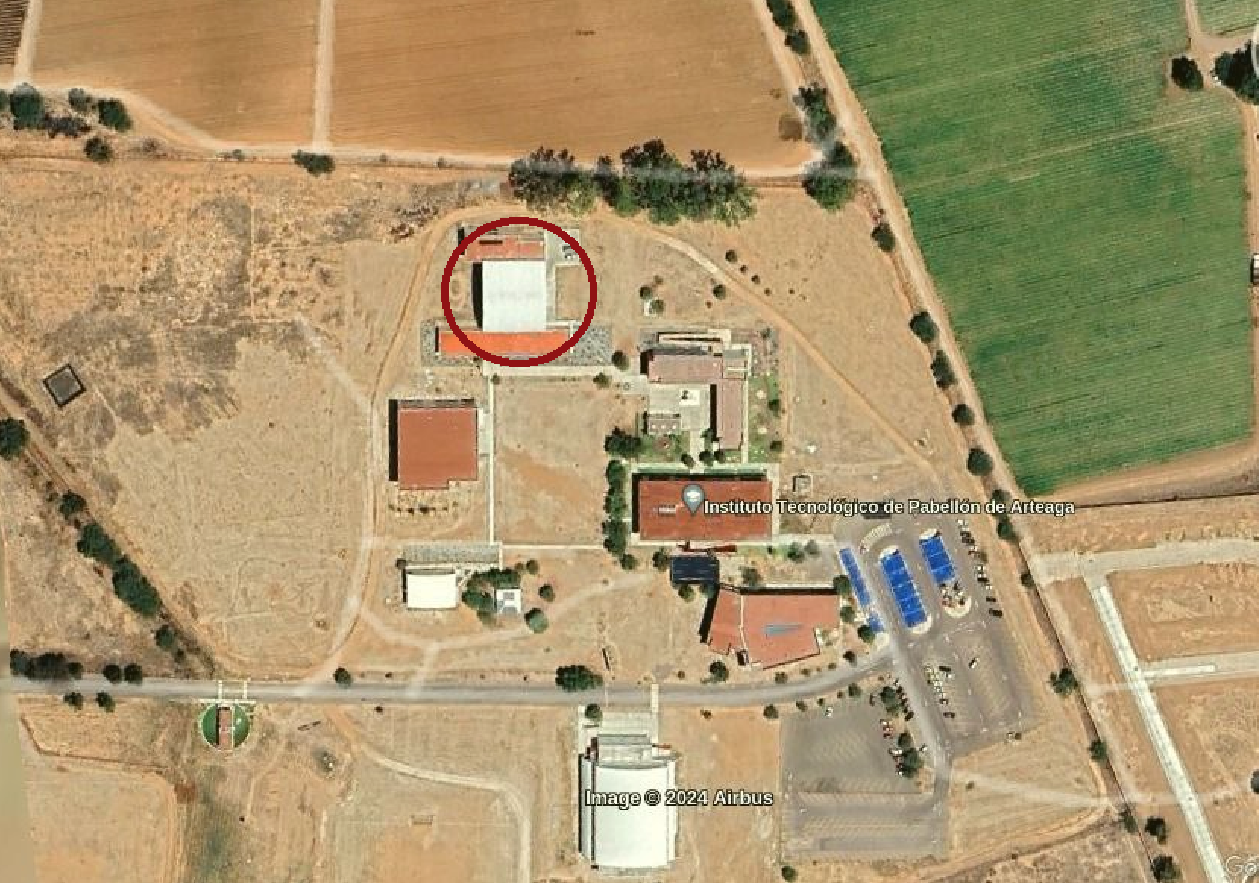 Instituto Tecnológico de Pabellón de Arteaga
Image © 2024 Airbus